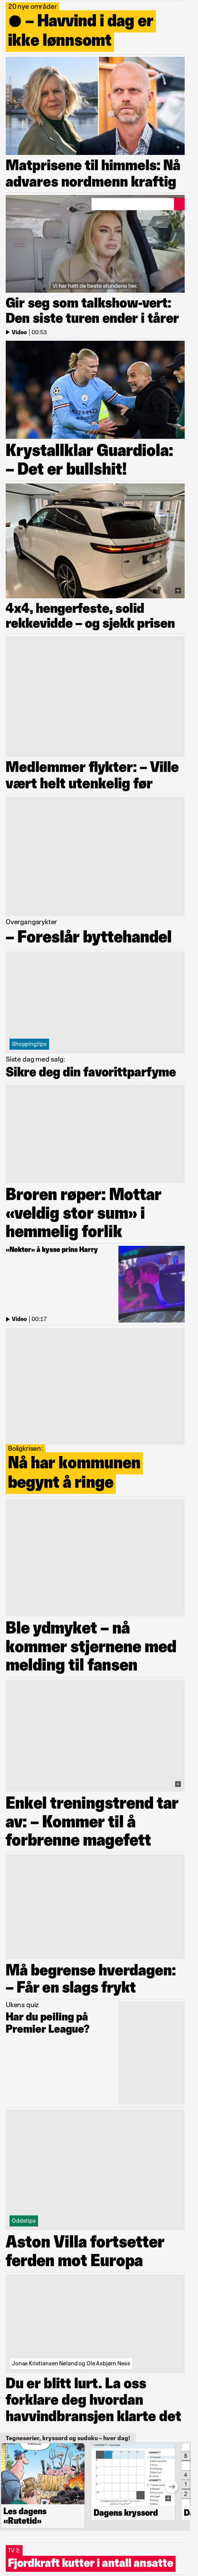 20 nye områder
● – Havvind i dag er
ikke lønnsomt
Matprisene til himmels: Nå
advares nordmenn kraftig
Vi har hatt de beste stundene her.
Gir seg som talkshow-vert:
Den siste turen ender i tårer
Video | 00:53
Krystallklar Guardiola:
– Det er bullshit!
4x4, hengerfeste, solid
rekkevidde – og sjekk prisen
Medlemmer flykter: – Ville
vært helt utenkelig før
Overgangsrykter
– Foreslår byttehandel
Shoppingtips
Siste dag med salg:
Sikre deg din favorittparfyme
Broren røper: Mottar
«veldig stor sum» i
hemmelig forlik
«Nekter» å kysse prins Harry
Video | 00:17
Boligkrisen:
Nå har kommunen
begynt å ringe
Ble ydmyket – nå
kommer stjernene med
melding til fansen
Enkel treningstrend tar
av: – Kommer til å
forbrenne magefett
Må begrense hverdagen:
– Får en slags frykt
Ukens quiz
Har du peiling på
Premier League?
Oddstips
Aston Villa fortsetter
ferden mot Europa
Jonas Kristiansen Nøland og Ole Asbjørn Ness
Du er blitt lurt. La oss
forklare deg hvordan
havvindbransjen klarte det
Tegneserier, kryssord og sudoku – hver dag!
Les dagens
«Rutetid»
Dagens kryssord
8
4
1
2
TV 2:
Fjordkraft kutter i antall ansatte